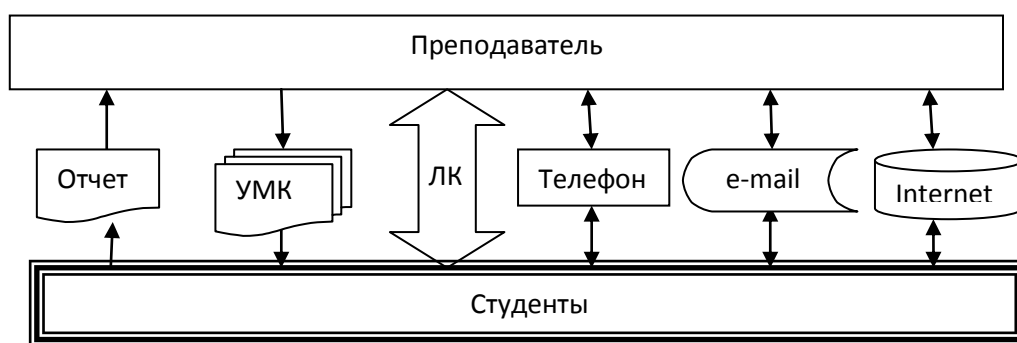 Преподаватель
Отчет
УМК
ЛК
Телефон
e-mail
Internet
Студенты